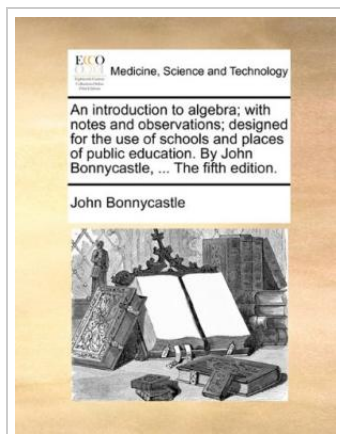 ECCO
Medicine, Science and Technology
An introduction to algebra; with
notes and observations; designed
for the use of schools and places
of public education. By John
Bonnycastle, ... The fifth edition.
John Bonnycastle